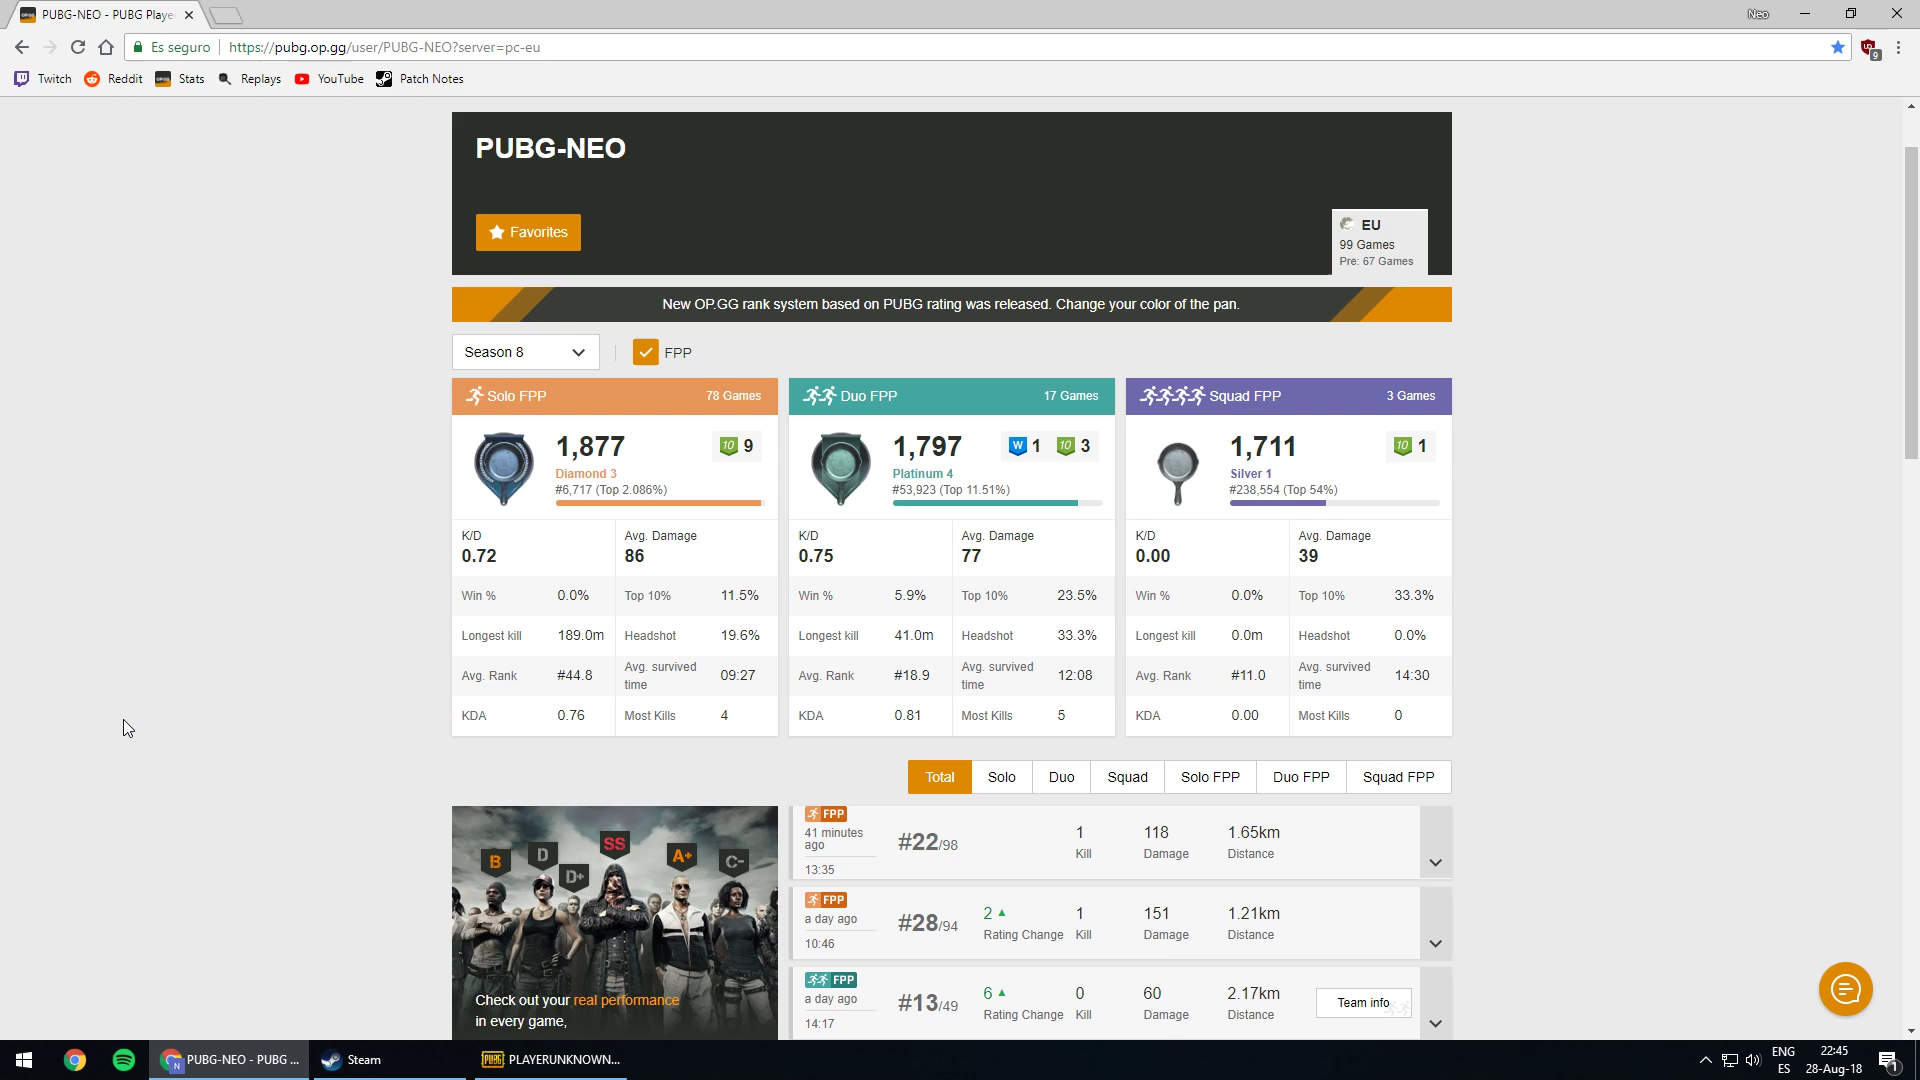 PUBG-NEO - PUBG Playe
Neo
Es seguro
https://pubg.op.gg/user/PUBG-NEO?server=pc-eu
9
Twitch
Reddit
Stats
Replays
YouTube
Patch Notes
PUBG-NEO
Favorites
EU
99 Games
Pre: 67 Games
New OP.GG rank system based on PUBG rating was released. Change your color of the pan.
Season 8
FPP
Solo FPP 78 Games
1,877
10 9
Diamond 3
#6,717 (Top 2.086%)
K/D
0.72
Avg. Damage
86
Win % 0.0% Top 10% 11.5%
Longest kill 189.0m Headshot 19.6%
Avg. Rank #44.8 Avg. survived time 09:27
KDA 0.76 Most Kills 4
Duo FPP 17 Games
1,797
W 1 10 3
Platinum 4
#53,923 (Top 11.51%)
K/D
0.75
Avg. Damage
77
Win % 5.9% Top 10% 23.5%
Longest kill 41.0m Headshot 33.3%
Avg. Rank #18.9 Avg. survived time 12:08
KDA 0.81 Most Kills 5
Squad FPP 3 Games
1,711
10 1
Silver 1
#238,554 (Top 54%)
K/D
0.00
Avg. Damage
39
Win % 0.0% Top 10% 33.3%
Longest kill 0.0m Headshot 0.0%
Avg. Rank #11.0 Avg. survived time 14:30
KDA 0.00 Most Kills 0
Total Solo Duo Squad Solo FPP Duo FPP Squad FPP
B D D+ SS A+ C-
Check out your real performance
in every game,
FPP
41 minutes
ago
13:35
#22/98
1
Kill
118
Damage
1.65km
Distance
FPP
a day ago
10:46
#28/94
2
Rating Change
1
Kill
151
Damage
1.21km
Distance
FPP
a day ago
14:17
#13/49
6
Rating Change
0
Kill
60
Damage
2.17km
Distance
Team info
PUBG-NEO - PUBG ...
Steam
PUBG
PLAYERUNKNOWN...
ENG
ES
22:45
28-Aug-18
1